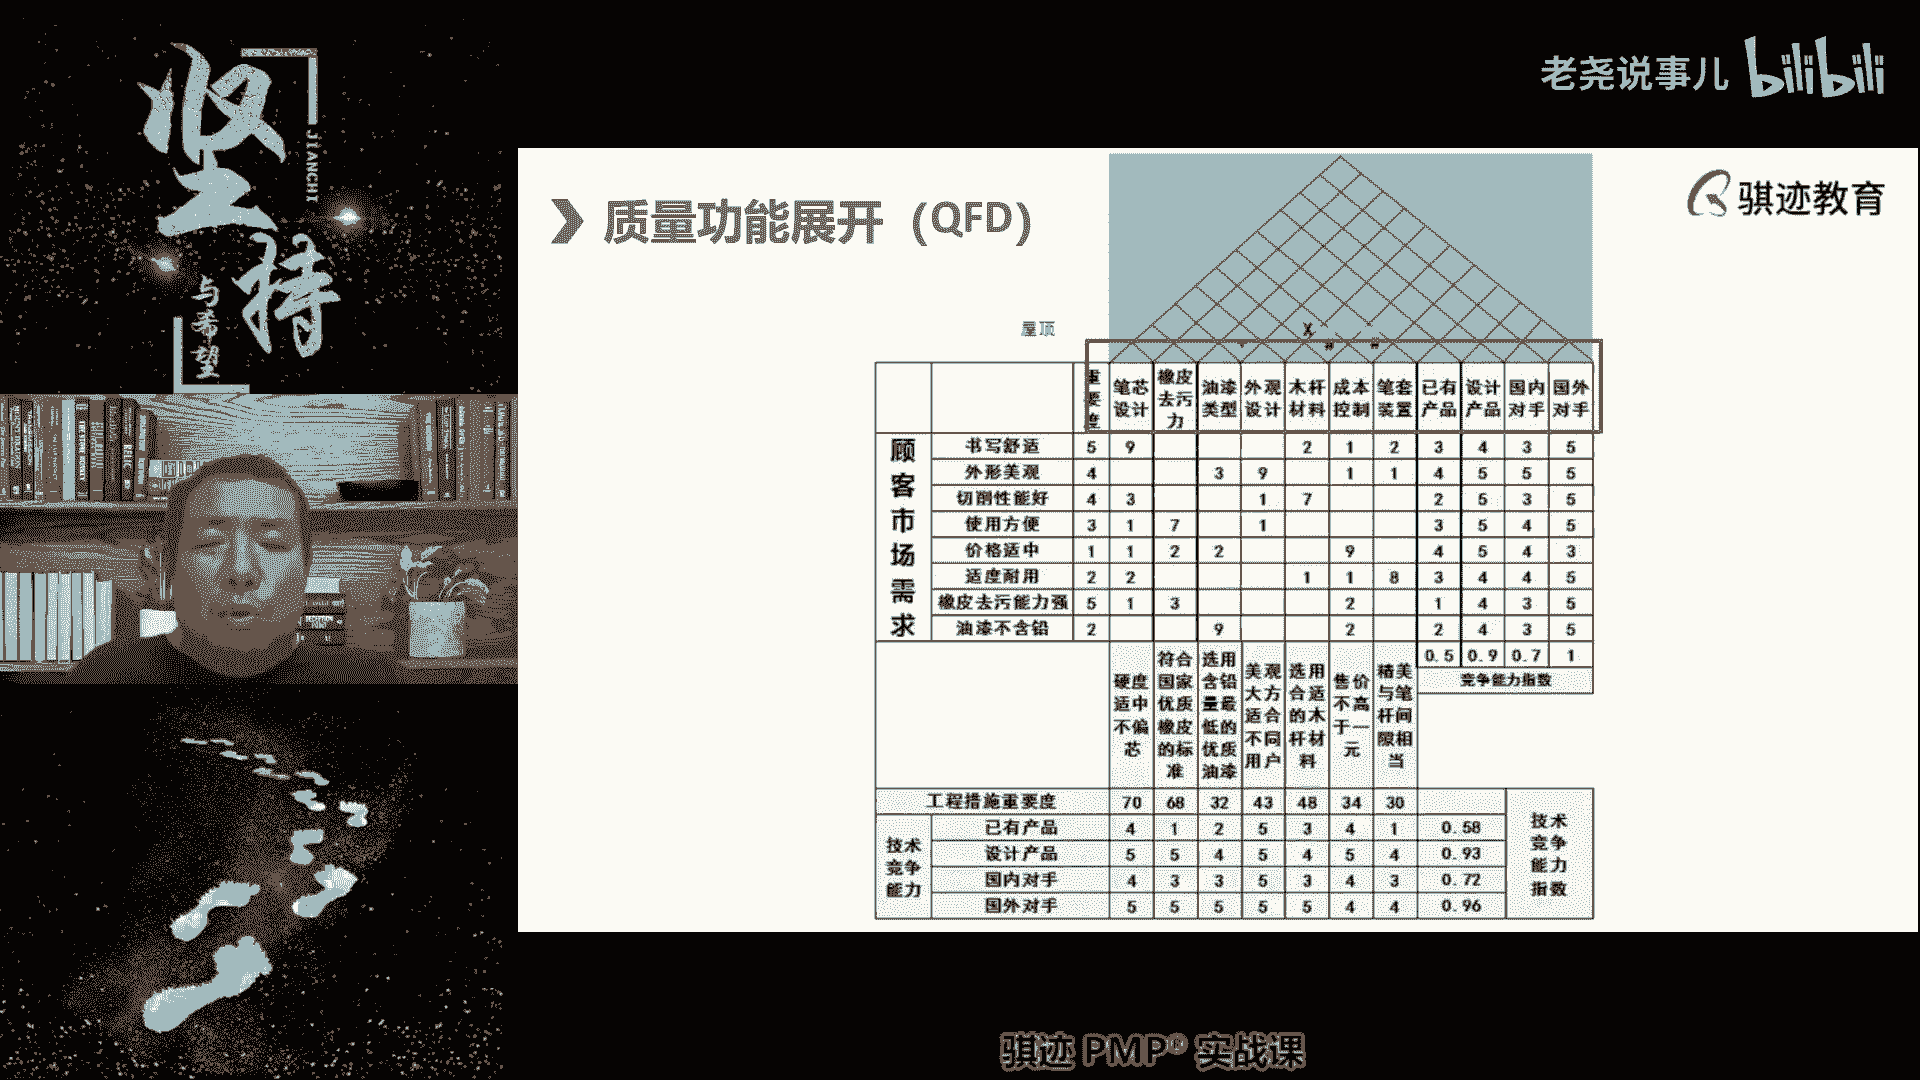 坚持
JIANCHI
与希望
老尧说事儿 bilibili
质量功能展开（QFD）
骐迹教育
屋顶
重要度 笔芯设计 橡皮去污力 油漆类型 外观设计 木杆材料 成本控制 笔套装置 已有产品 设计产品 国内对手 国外对手
顾客市场需求
书写舒适 5 9 2 1 2 3 4 3 5
外形美观 4 3 9 1 1 4 5 5 5
切削性能好 4 3 1 7 2 5 3 5
使用方便 3 1 7 1 3 5 4 5
价格适中 1 1 2 2 9 4 5 4 3
适度耐用 2 2 1 1 8 3 4 4 5
橡皮去污能力强 5 1 3 2 1 4 3 5
油漆不含铅 2 9 2 2 4 3 5
0.5 0.9 0.7 1
竞争能力指数
硬度适中不偏芯 符合国家优质橡皮的标准 选用含铅量最低的优质油漆 美观大方适合不同用户 选用合适的木杆材料 售价不高于一元 精美与笔杆间隙相当
工程措施重要度 70 68 32 43 48 34 30
技术竞争能力
已有产品 4 1 2 5 3 4 1 0.58
设计产品 5 5 4 5 4 5 4 0.93
国内对手 4 3 3 5 3 4 3 0.72
国外对手 5 5 5 5 5 4 4 0.96
技术竞争能力指数
骐迹 PMP® 实战课